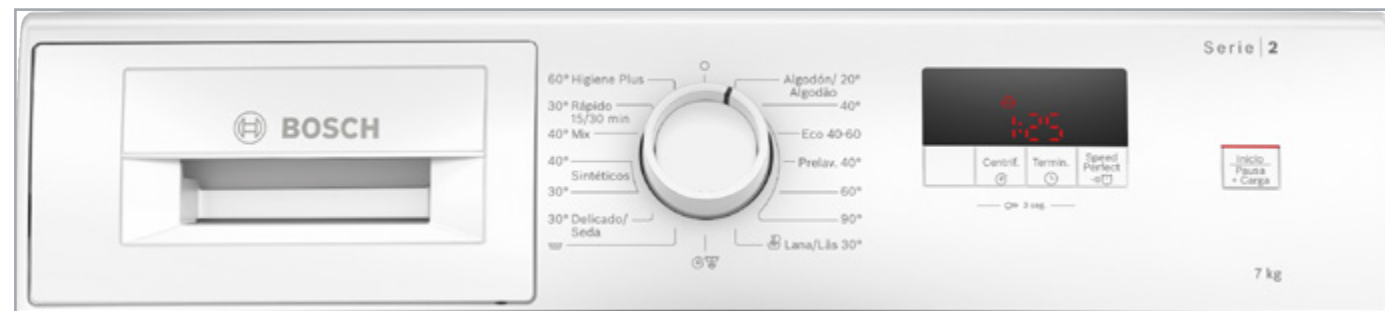 BOSCH
60° Higiene Plus
30° Rápido
15/30 min
40° Mix
40°
Sintéticos
30°
30° Delicado/
Seda
Algodón/ 20°
Algodão
40°
Eco 40-60
Prelav. 40°
60°
90°
Lana/Lãs 30°
1:25
Centrif.
Termin.
Speed
Perfect
3 seg.
Serie | 2
Inicio
Pausa
+ Carga
7 kg